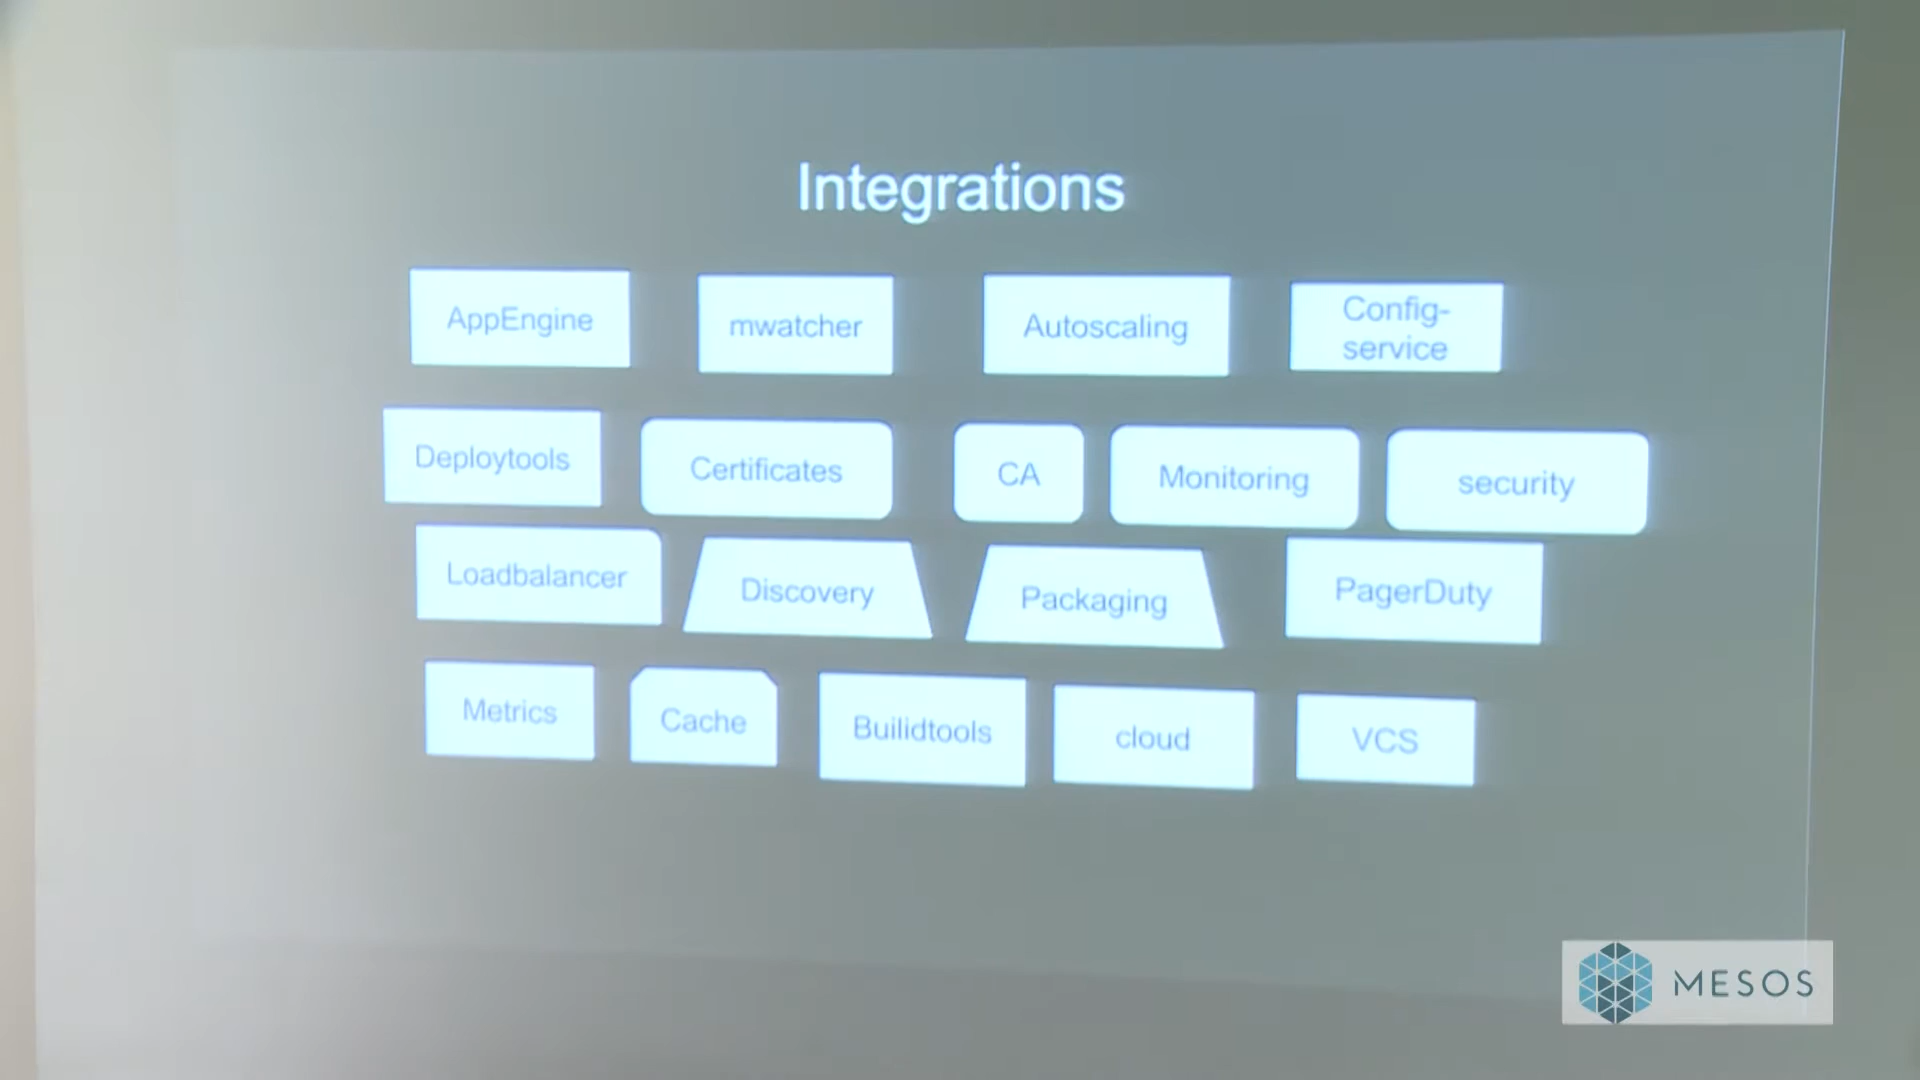 Integrations
AppEngine
mwatcher
Autoscaling
Config-
service
Deploytools
Certificates
CA
Monitoring
security
Loadbalancer
Discovery
Packaging
PagerDuty
Metrics
Cache
Builidtools
cloud
VCS
MESOS